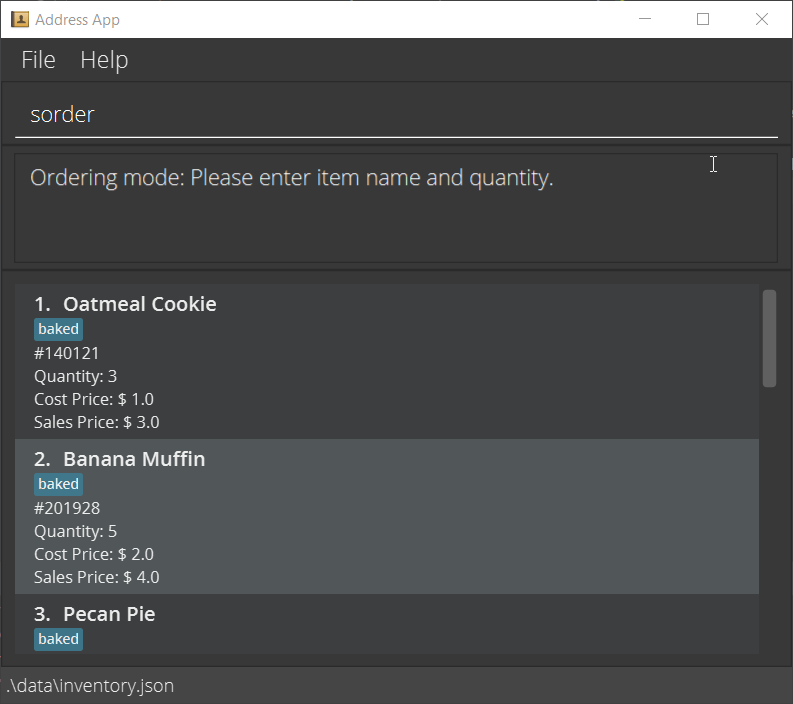 Address App
File Help
sorder
Ordering mode: Please enter item name and quantity.
1. Oatmeal Cookie
baked
#140121
Quantity: 3
Cost Price: $ 1.0
Sales Price: $ 3.0
2. Banana Muffin
baked
#201928
Quantity: 5
Cost Price: $ 2.0
Sales Price: $ 4.0
3. Pecan Pie
baked
.\data\inventory.json